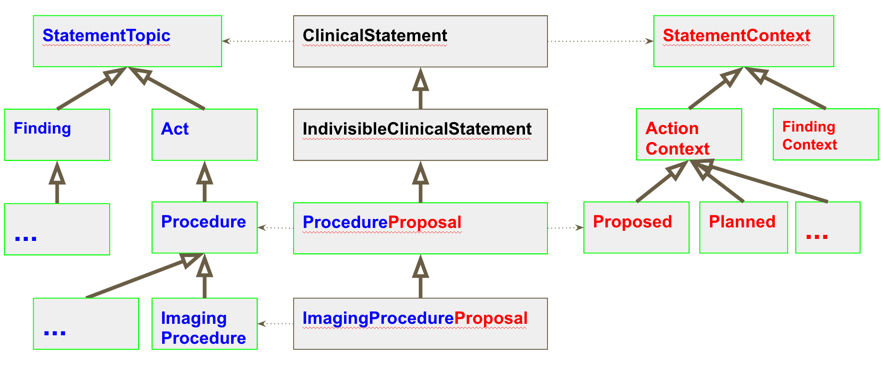 StatementTopic
ClinicalStatement
StatementContext
Finding
Act
IndivisibleClinicalStatement
Action
Context
Finding
Context
...
Procedure
ProcedureProposal
Proposed
Planned
...
...
Imaging
Procedure
ImagingProcedureProposal